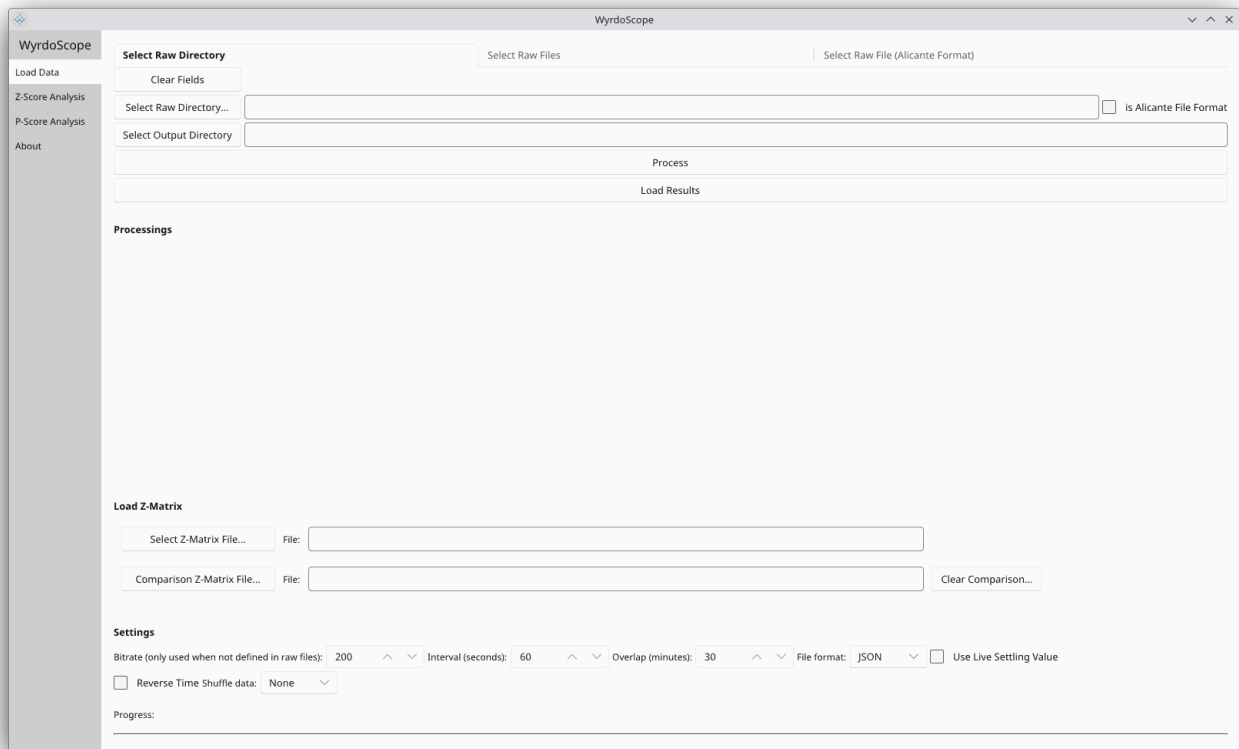 WyrdoScope
WyrdoScope
Load Data
Z-Score Analysis
P-Score Analysis
About
Select Raw Directory
Select Raw Files
Select Raw File (Alicante Format)
Clear Fields
Select Raw Directory...
is Alicante File Format
Select Output Directory
Process
Load Results
Processings
Load Z-Matrix
Select Z-Matrix File... File:
Comparison Z-Matrix File... File: Clear Comparison...
Settings
Bitrate (only used when not defined in raw files): 200 Interval (seconds): 60 Overlap (minutes): 30 File format: JSON Use Live Settling Value
Reverse Time Shuffle data: None
Progress: